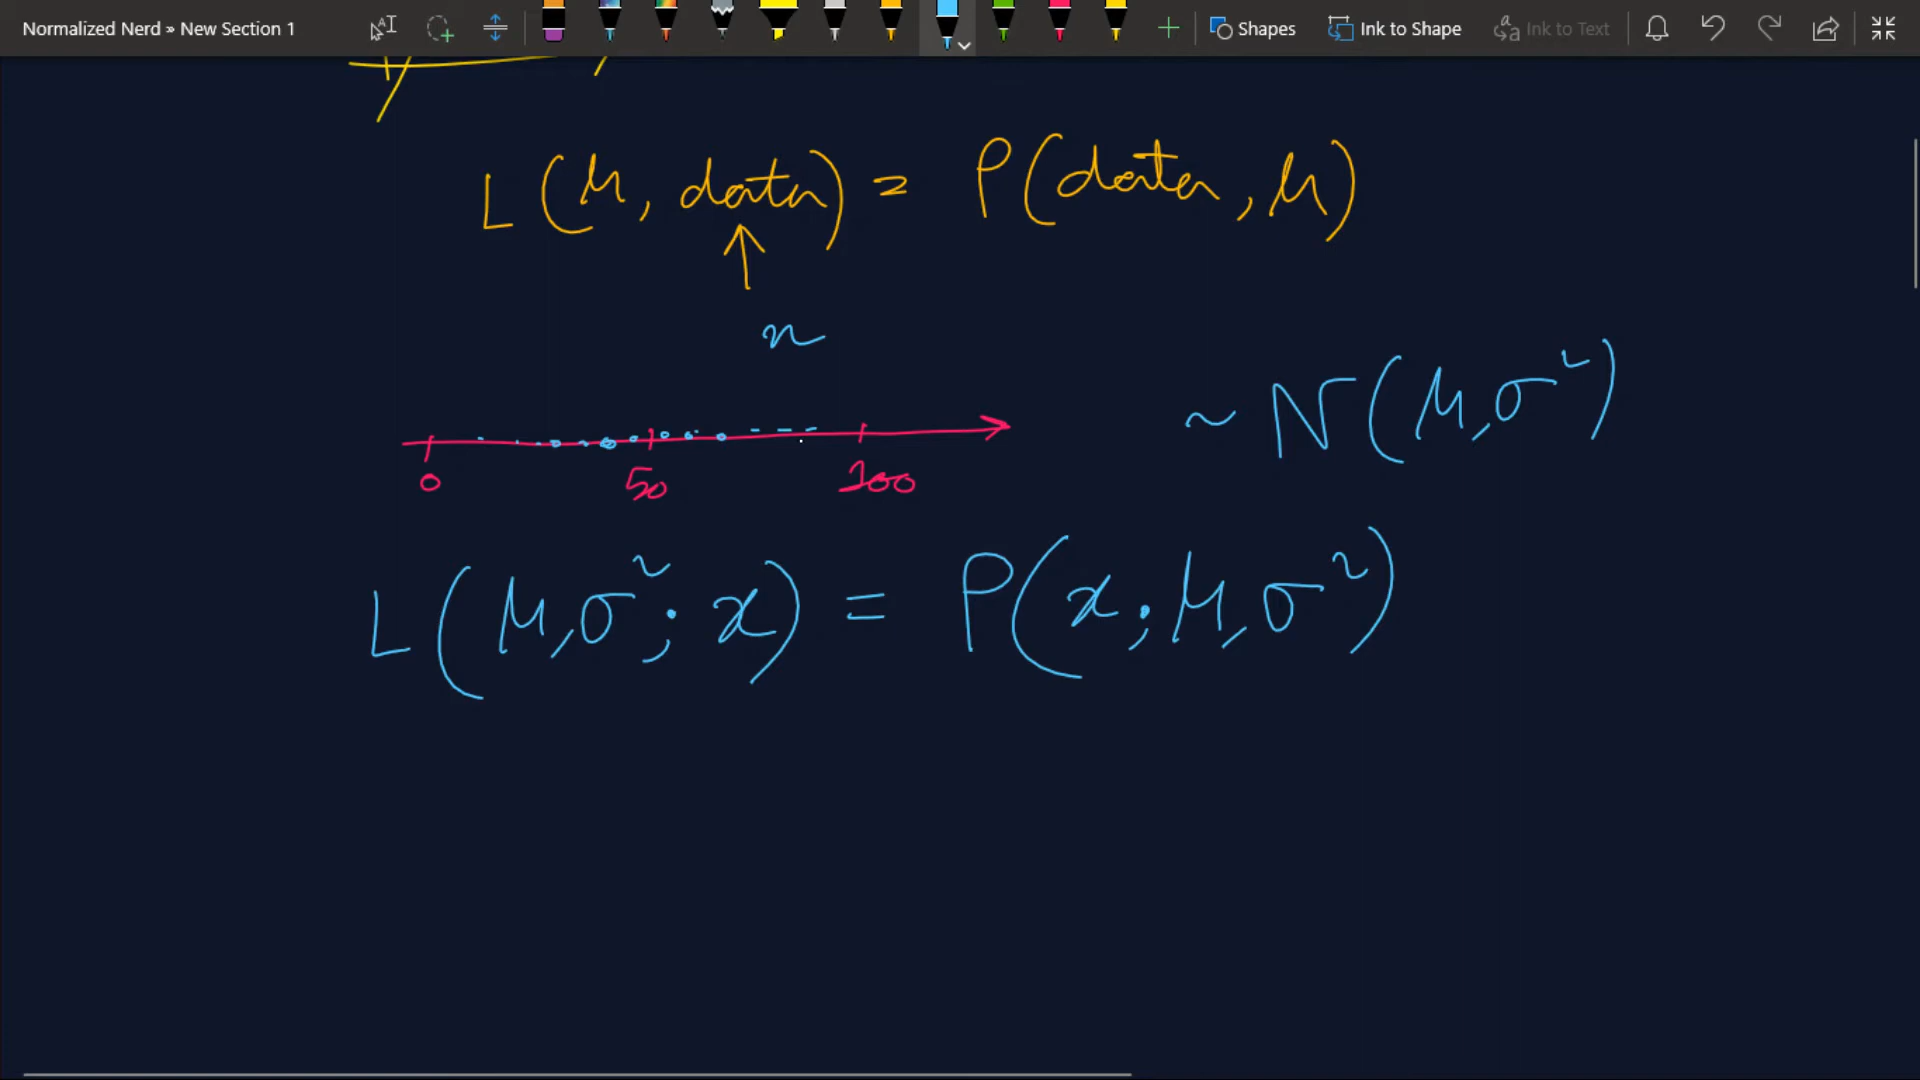 Normalized Nerd » New Section 1 Shapes Ink to Shape Ink to Text
L(μ, data) = P(data, μ)
n
~ N(μ, σ²)
0 50 100
L(μ, σ²; x) = P(x; μ, σ²)